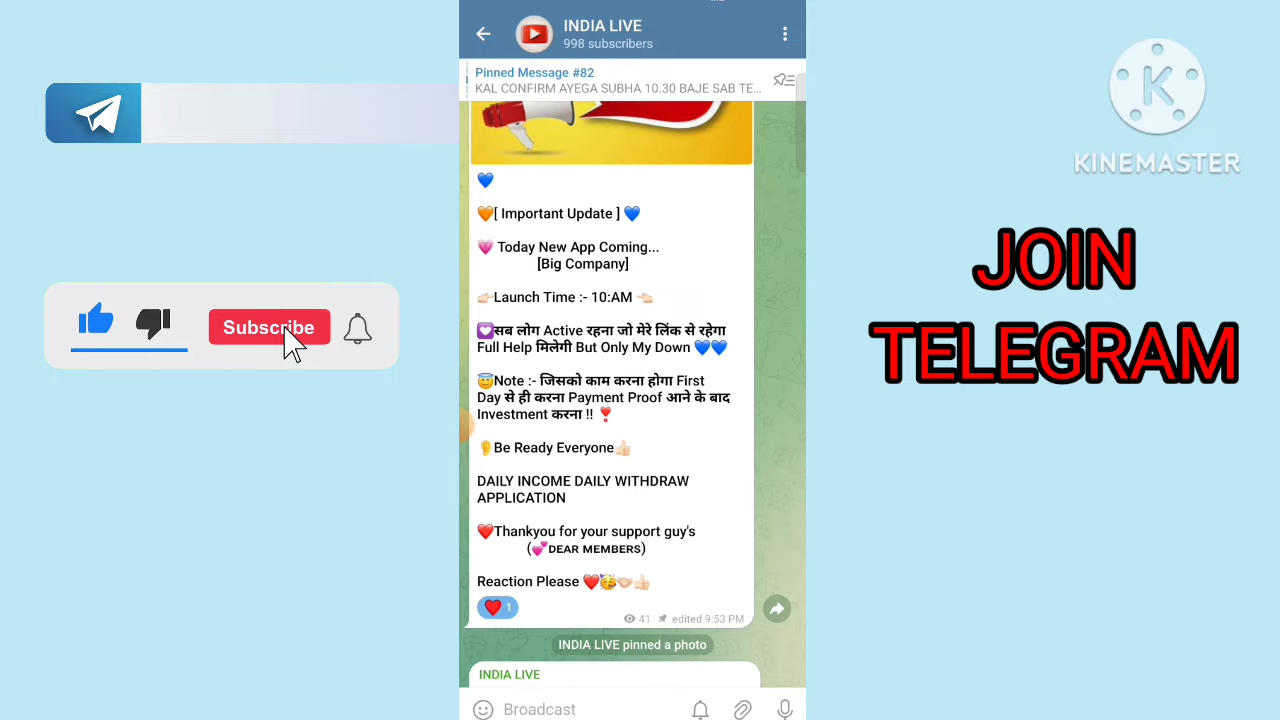 INDIA LIVE
998 subscribers
Pinned Message #82
KAL CONFIRM AYEGA SUBHA 10.30 BAJE SAB TE...
💙
🧡[ Important Update ] 💙
💗 Today New App Coming...
[Big Company]
👉🏻Launch Time :- 10:AM 👈🏻
💟सब लोग Active रहना जो मेरे लिंक से रहेगा
Full Help मिलेगी But Only My Down 💙💙
😇Note :- जिसको काम करना होगा First
Day से ही करना Payment Proof आने के बाद
Investment करना !! ❣️
👂Be Ready Everyone👍🏻
DAILY INCOME DAILY WITHDRAW
APPLICATION
❤️Thankyou for your support guy's
(💕ᴅᴇᴀʀ ᴍᴇᴍʙᴇʀs)
Reaction Please ❤️🥳🤝🏻👍🏻
❤️ 1
41 edited 9:53 PM
INDIA LIVE pinned a photo
INDIA LIVE
Broadcast
Subscribe
K
KINEMASTER
JOIN
TELEGRAM